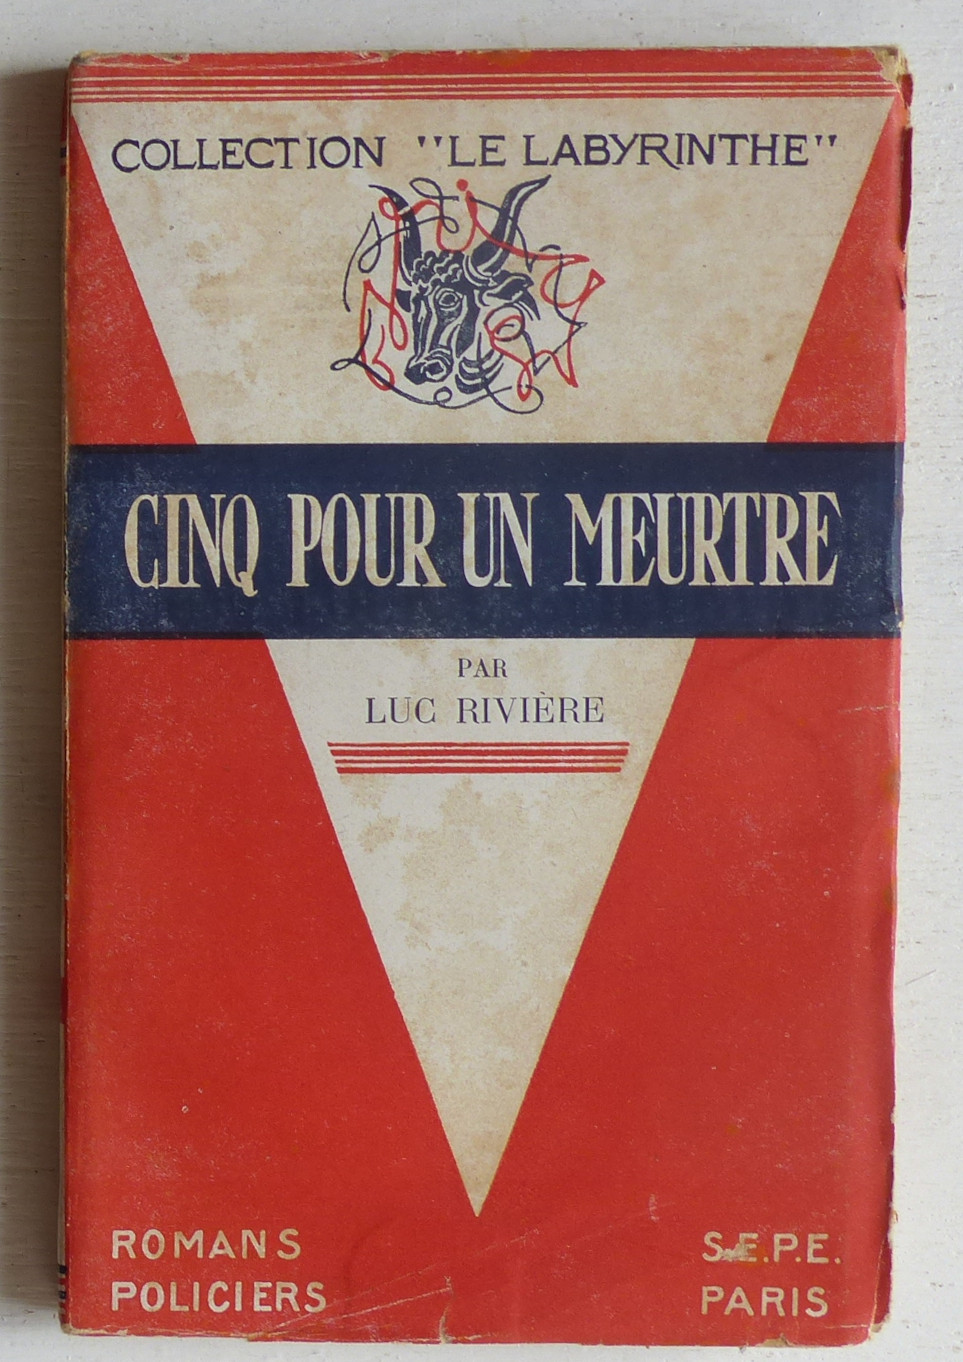 COLLECTION "LE LABYRINTHE"
CINQ POUR UN MEURTRE
PAR
LUC RIVIÈRE
ROMANS
POLICIERS
S.E.P.E.
PARIS